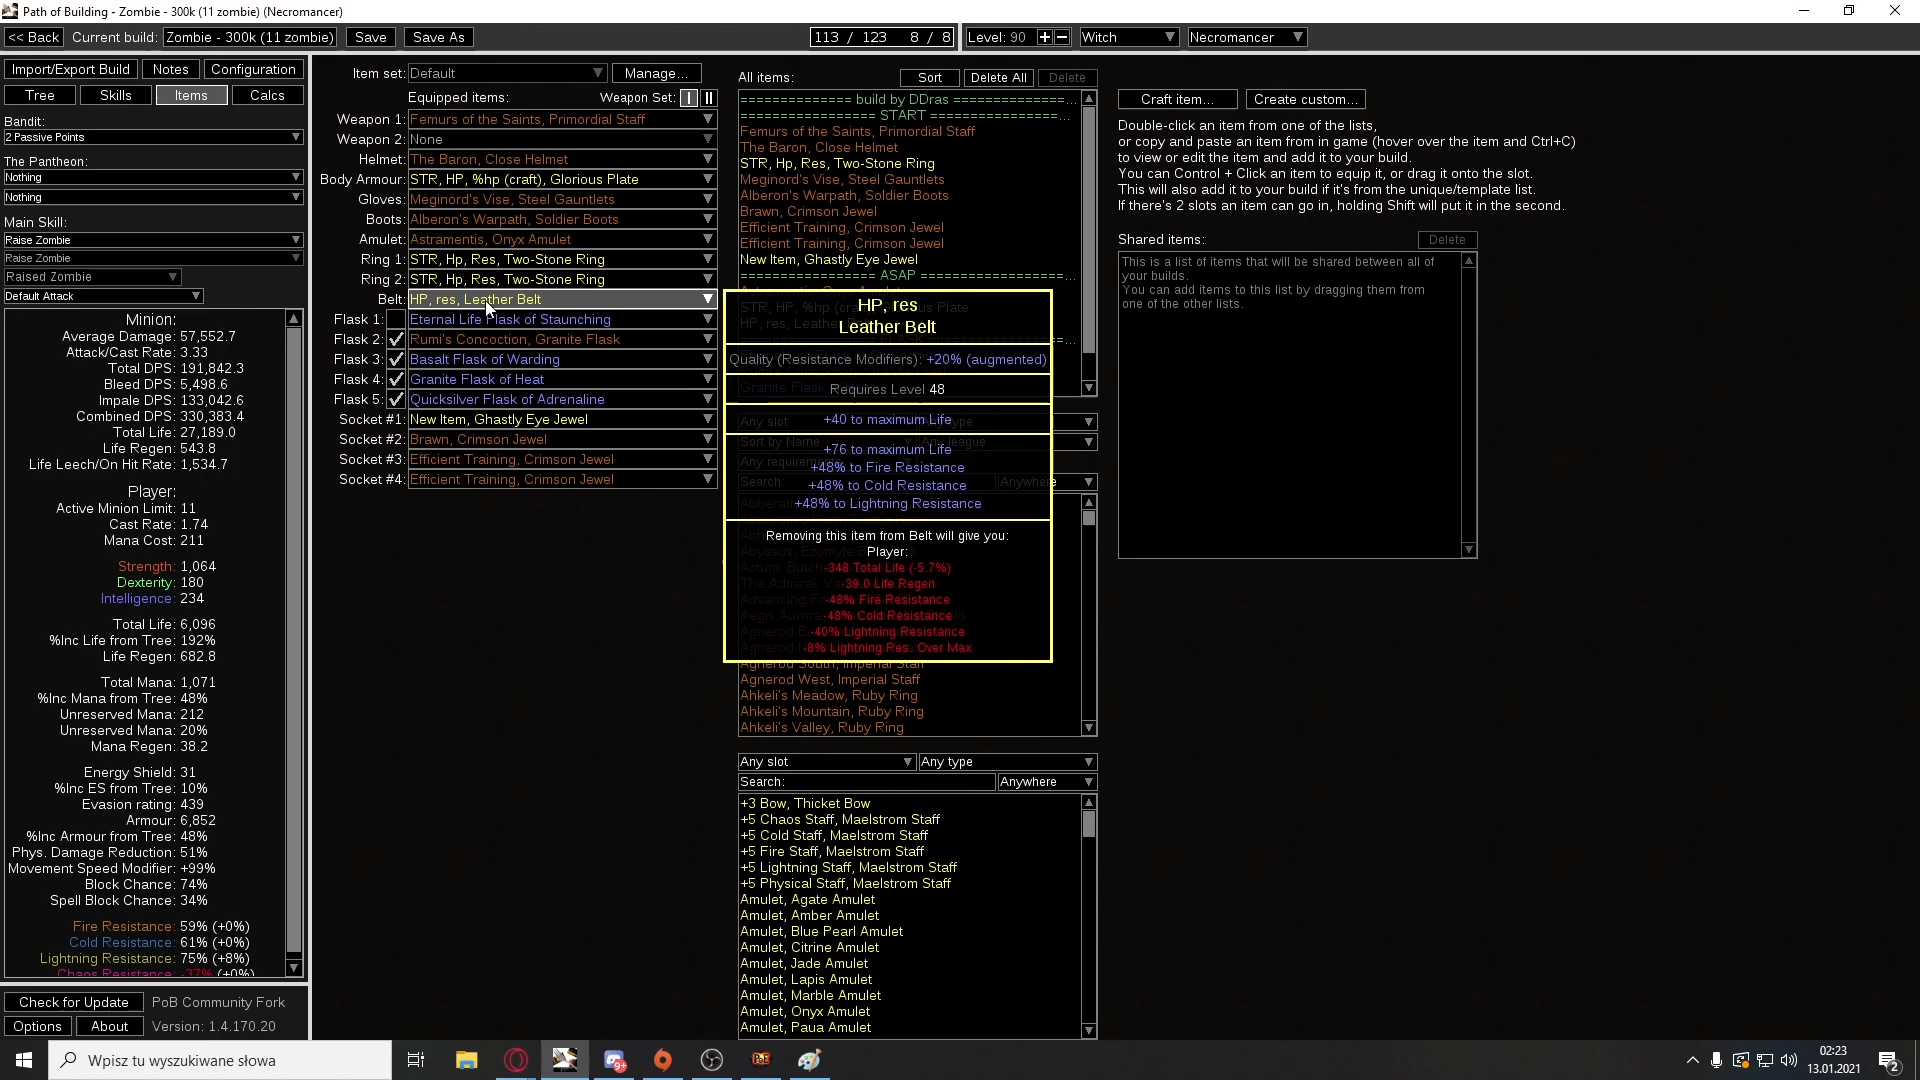 Path of Building - Zombie - 300k (11 zombie) (Necromancer)
<< Back Current build: Zombie - 300k (11 zombie) Save Save As 113 / 123 8 / 8 Level: 90 Witch Necromancer
Import/Export Build Notes Configuration
Tree Skills Items Calcs
Bandit:
2 Passive Points
The Pantheon:
Nothing
Nothing
Main Skill:
Raise Zombie
Raise Zombie
Raised Zombie
Default Attack
Minion:
Average Damage: 57,552.7
Attack/Cast Rate: 3.33
Total DPS: 191,842.3
Bleed DPS: 5,498.6
Impale DPS: 133,042.6
Combined DPS: 330,383.4
Total Life: 27,189.0
Life Regen: 543.8
Life Leech/On Hit Rate: 1,534.7
Player:
Active Minion Limit: 11
Cast Rate: 1.74
Mana Cost: 211
Strength: 1,064
Dexterity: 180
Intelligence: 234
Total Life: 6,096
%Inc Life from Tree: 192%
Life Regen: 682.8
Total Mana: 1,071
%Inc Mana from Tree: 48%
Unreserved Mana: 212
Unreserved Mana: 20%
Mana Regen: 38.2
Energy Shield: 31
%Inc ES from Tree: 10%
Evasion rating: 439
Armour: 6,852
%Inc Armour from Tree: 48%
Phys. Damage Reduction: 51%
Movement Speed Modifier: +99%
Block Chance: 74%
Spell Block Chance: 34%
Fire Resistance: 59% (+0%)
Cold Resistance: 61% (+0%)
Lightning Resistance: 75% (+8%)
Chaos Resistance: -37% (+0%)
Check for Update PoB Community Fork
Options About Version: 1.4.170.20
Item set: Default Manage...
Equipped items: Weapon Set: I II
Weapon 1: Femurs of the Saints, Primordial Staff
Weapon 2: None
Helmet: The Baron, Close Helmet
Body Armour: STR, HP, %hp (craft), Glorious Plate
Gloves: Meginord's Vise, Steel Gauntlets
Boots: Alberon's Warpath, Soldier Boots
Amulet: Astramentis, Onyx Amulet
Ring 1: STR, Hp, Res, Two-Stone Ring
Ring 2: STR, Hp, Res, Two-Stone Ring
Belt: HP, res, Leather Belt
Flask 1: Eternal Life Flask of Staunching
Flask 2: Rumi's Concoction, Granite Flask
Flask 3: Basalt Flask of Warding
Flask 4: Granite Flask of Heat
Flask 5: Quicksilver Flask of Adrenaline
Socket #1: New Item, Ghastly Eye Jewel
Socket #2: Brawn, Crimson Jewel
Socket #3: Efficient Training, Crimson Jewel
Socket #4: Efficient Training, Crimson Jewel
All items: Sort Delete All Delete
============== build by DDras ==============...
================= START ================...
Femurs of the Saints, Primordial Staff
The Baron, Close Helmet
STR, Hp, Res, Two-Stone Ring
Meginord's Vise, Steel Gauntlets
Alberon's Warpath, Soldier Boots
Brawn, Crimson Jewel
Efficient Training, Crimson Jewel
Efficient Training, Crimson Jewel
New Item, Ghastly Eye Jewel
================= ASAP =================...
HP, res
Leather Belt
Quality (Resistance Modifiers): +20% (augmented)
Requires Level 48
+40 to maximum Life
+76 to maximum Life
+48% to Fire Resistance
+48% to Cold Resistance
+48% to Lightning Resistance
Removing this item from Belt will give you:
Player:
-348 Total Life (-5.7%)
-39.0 Life Regen
-48% Fire Resistance
-48% Cold Resistance
-40% Lightning Resistance
-8% Lightning Res. Over Max
Anywhere
Agnerod South, Imperial Staff
Agnerod West, Imperial Staff
Ahkeli's Meadow, Ruby Ring
Ahkeli's Mountain, Ruby Ring
Ahkeli's Valley, Ruby Ring
Any slot Any type
Search: Anywhere
+3 Bow, Thicket Bow
+5 Chaos Staff, Maelstrom Staff
+5 Cold Staff, Maelstrom Staff
+5 Fire Staff, Maelstrom Staff
+5 Lightning Staff, Maelstrom Staff
+5 Physical Staff, Maelstrom Staff
Amulet, Agate Amulet
Amulet, Amber Amulet
Amulet, Blue Pearl Amulet
Amulet, Citrine Amulet
Amulet, Jade Amulet
Amulet, Lapis Amulet
Amulet, Marble Amulet
Amulet, Onyx Amulet
Amulet, Paua Amulet
Craft item... Create custom...
Double-click an item from one of the lists,
or copy and paste an item from in game (hover over the item and Ctrl+C)
to view or edit the item and add it to your build.
You can Control + Click an item to equip it, or drag it onto the slot.
This will also add it to your build if it's from the unique/template list.
If there's 2 slots an item can go in, holding Shift will put it in the second.
Shared items: Delete
This is a list of items that will be shared between all of
your builds.
You can add items to this list by dragging them from
one of the other lists.
Wpisz tu wyszukiwane słowa
02:23
13.01.2021
2